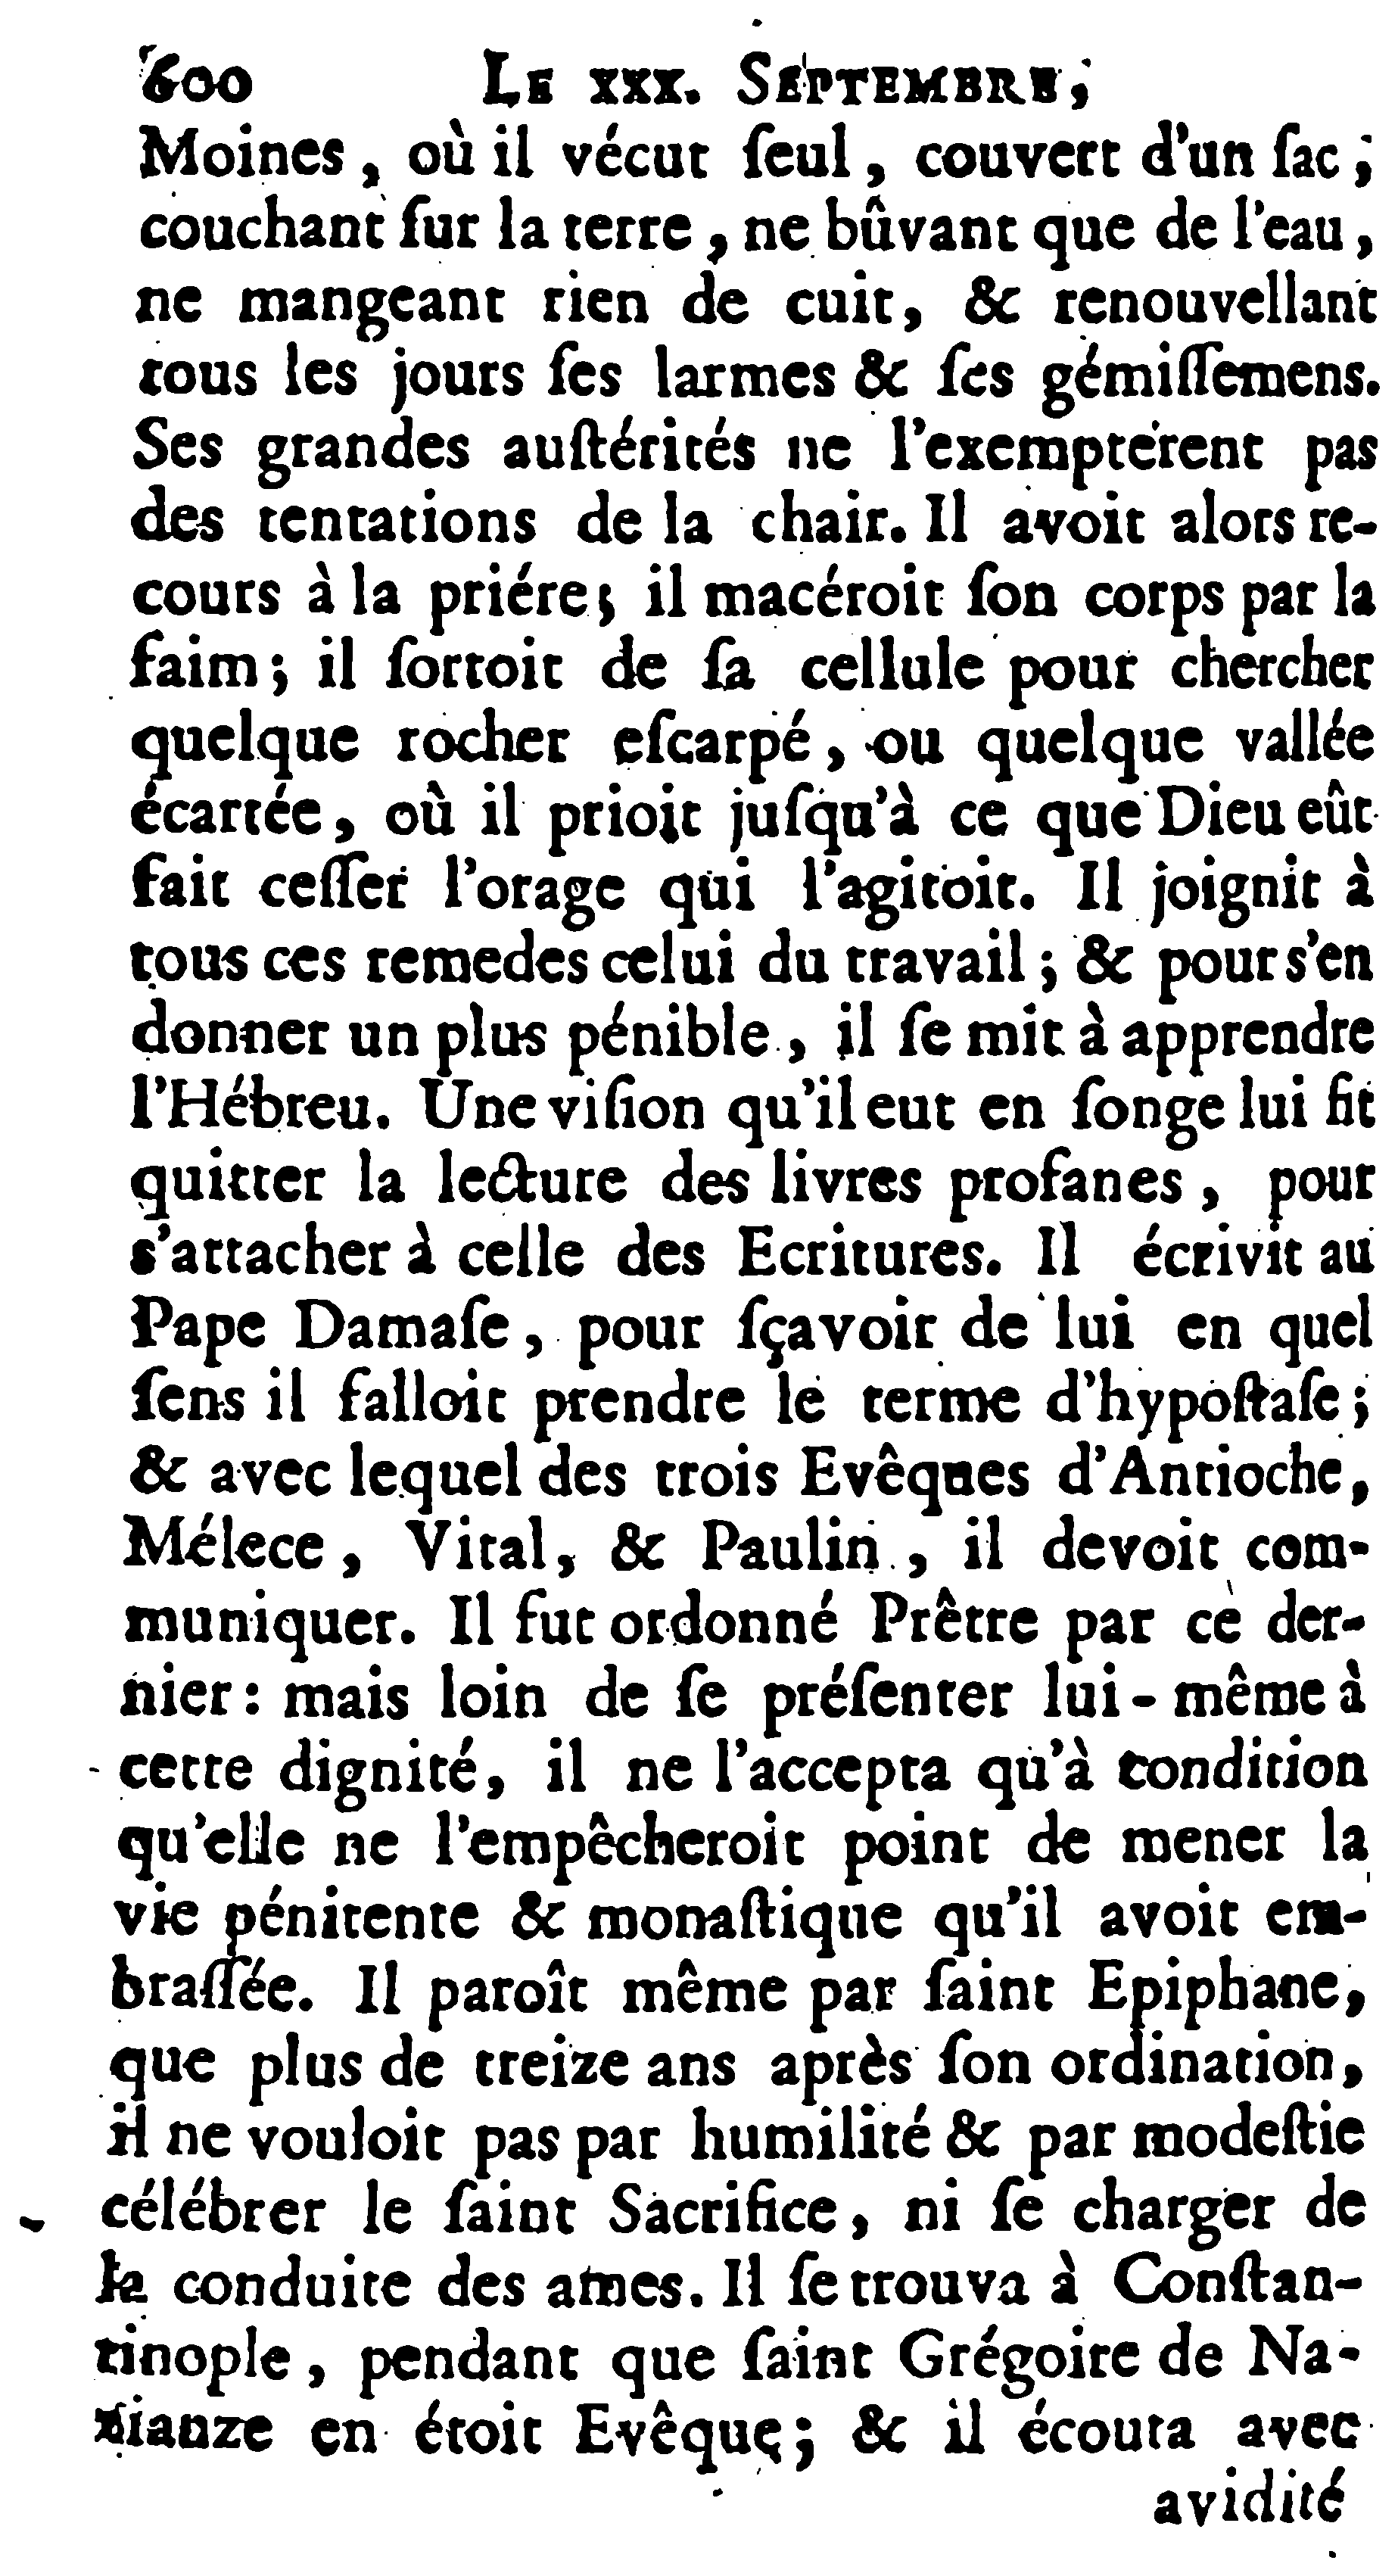 600 LE XXX. SEPTEMBRE,
Moines, où il vécut ſeul, couvert d'un ſac;
couchant ſur la terre, ne bûvant que de l'eau,
ne mangeant rien de cuit, & renouvellant
tous les jours ſes larmes & ſes gémiſſemens.
Ses grandes auſtérités ne l'exempterent pas
des tentations de la chair. Il avoit alors re-
cours à la priére; il macéroit ſon corps par la
faim; il ſortoit de ſa cellule pour chercher
quelque rocher eſcarpé, ou quelque vallée
écartée, où il prioit juſqu'à ce que Dieu eût
fait ceſſer l'orage qui l'agitoit. Il joignit à
tous ces remedes celui du travail; & pour s'en
donner un plus pénible, il ſe mit à apprendre
l'Hébreu. Une viſion qu'il eut en ſonge lui fit
quitter la lecture des livres profanes, pour
s'attacher à celle des Ecritures. Il écrivit au
Pape Damaſe, pour ſçavoir de lui en quel
ſens il falloit prendre le terme d'hypoſtaſe;
& avec lequel des trois Evêques d'Antioche,
Mélece, Vital, & Paulin, il devoit com-
muniquer. Il fut ordonné Prêtre par ce der-
nier: mais loin de ſe préſenter lui-même à
cette dignité, il ne l'accepta qu'à condition
qu'elle ne l'empêcheroit point de mener la
vie pénitente & monaſtique qu'il avoit em-
braſſée. Il paroît même par ſaint Epiphane,
que plus de treize ans après ſon ordination,
il ne vouloit pas par humilité & par modeſtie
célébrer le ſaint Sacrifice, ni ſe charger de
la conduite des ames. Il ſe trouva à Conſtan-
tinople, pendant que ſaint Grégoire de Na-
zianze en étoit Evêque; & il écouta avec
avidité